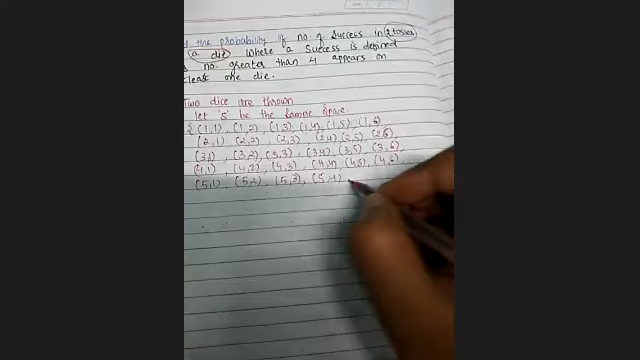 the probability of no. of Success in 2 tosses
a die where a Success is defined
no. greater than 4 appears on
least one die.
Two dice are thrown
let 's' be the Sample Space.
{(1,1), (1,2), (1,3), (1,4), (1,5), (1,6)
(2,1), (2,2), (2,3), (2,4) (2,5), (2,6)
(3,1), (3,2), (3,3), (3,4) (3,5), (3,6),
(4,1), (4,2), (4,3), (4,4), (4,5), (4,6),
(5,1), (5,2), (5,3), (5,4)